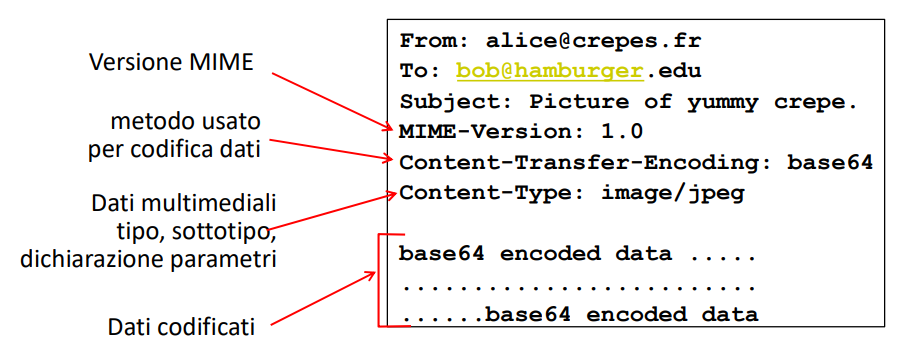 Versione MIME
metodo usato
per codifica dati
Dati multimediali
tipo, sottotipo,
dichiarazione parametri
Dati codificati
From: alice@crepes.fr
To: bob@hamburger.edu
Subject: Picture of yummy crepe.
MIME-Version: 1.0
Content-Transfer-Encoding: base64
Content-Type: image/jpeg
base64 encoded data .....
.........................
......base64 encoded data